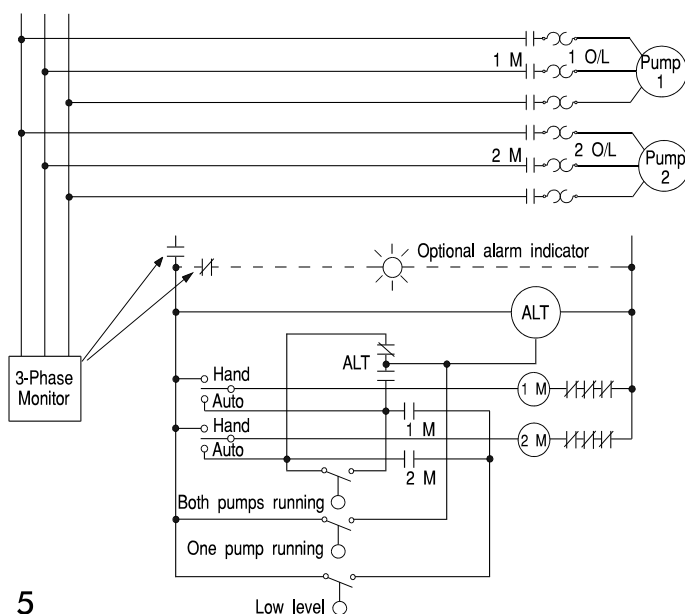 1 M
1 O/L
Pump
1
2 M
2 O/L
Pump
2
Optional alarm indicator
ALT
ALT
3-Phase
Monitor
Hand
1 M
Auto
1 M
Hand
2 M
Auto
2 M
Both pumps running
One pump running
5
Low level